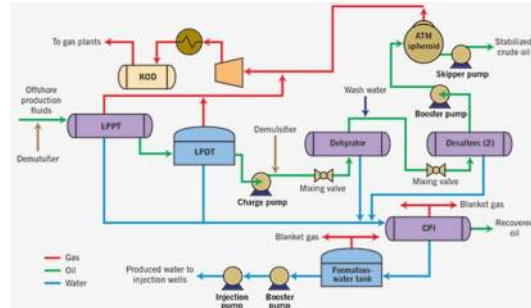 To gas plants
KOD
ATM
spheroid
Stabilized
crude oil
Skipper pump
Offshore
production
fluids
Wash water
Booster pump
LPPT
Demulsifier
LPDT
Demulsifier
Dehyrator
Desalters (2)
Mixing valve
Mixing valve
Charge pump
Blanket gas
CPI
Recovered
oil
Blanket gas
Gas
Oil
Water
Produced water to
injection wells
Formation-
water tank
Injection
pump
Booster
pump